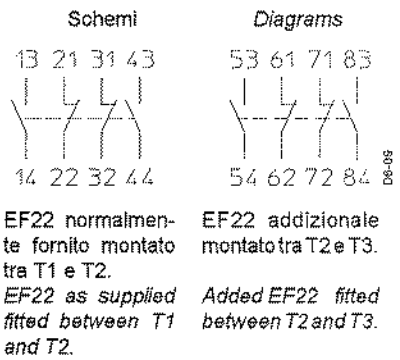 Schemi Diagrams
13 21 31 43 53 61 71 83
14 22 32 44 54 62 72 84
D6-05
EF22 normalmen-
te fornito montato
tra T1 e T2.
EF22 as supplied
fitted between T1
and T2.
EF22 addizionale
montato tra T2 e T3.
Added EF22 fitted
between T2 and T3.